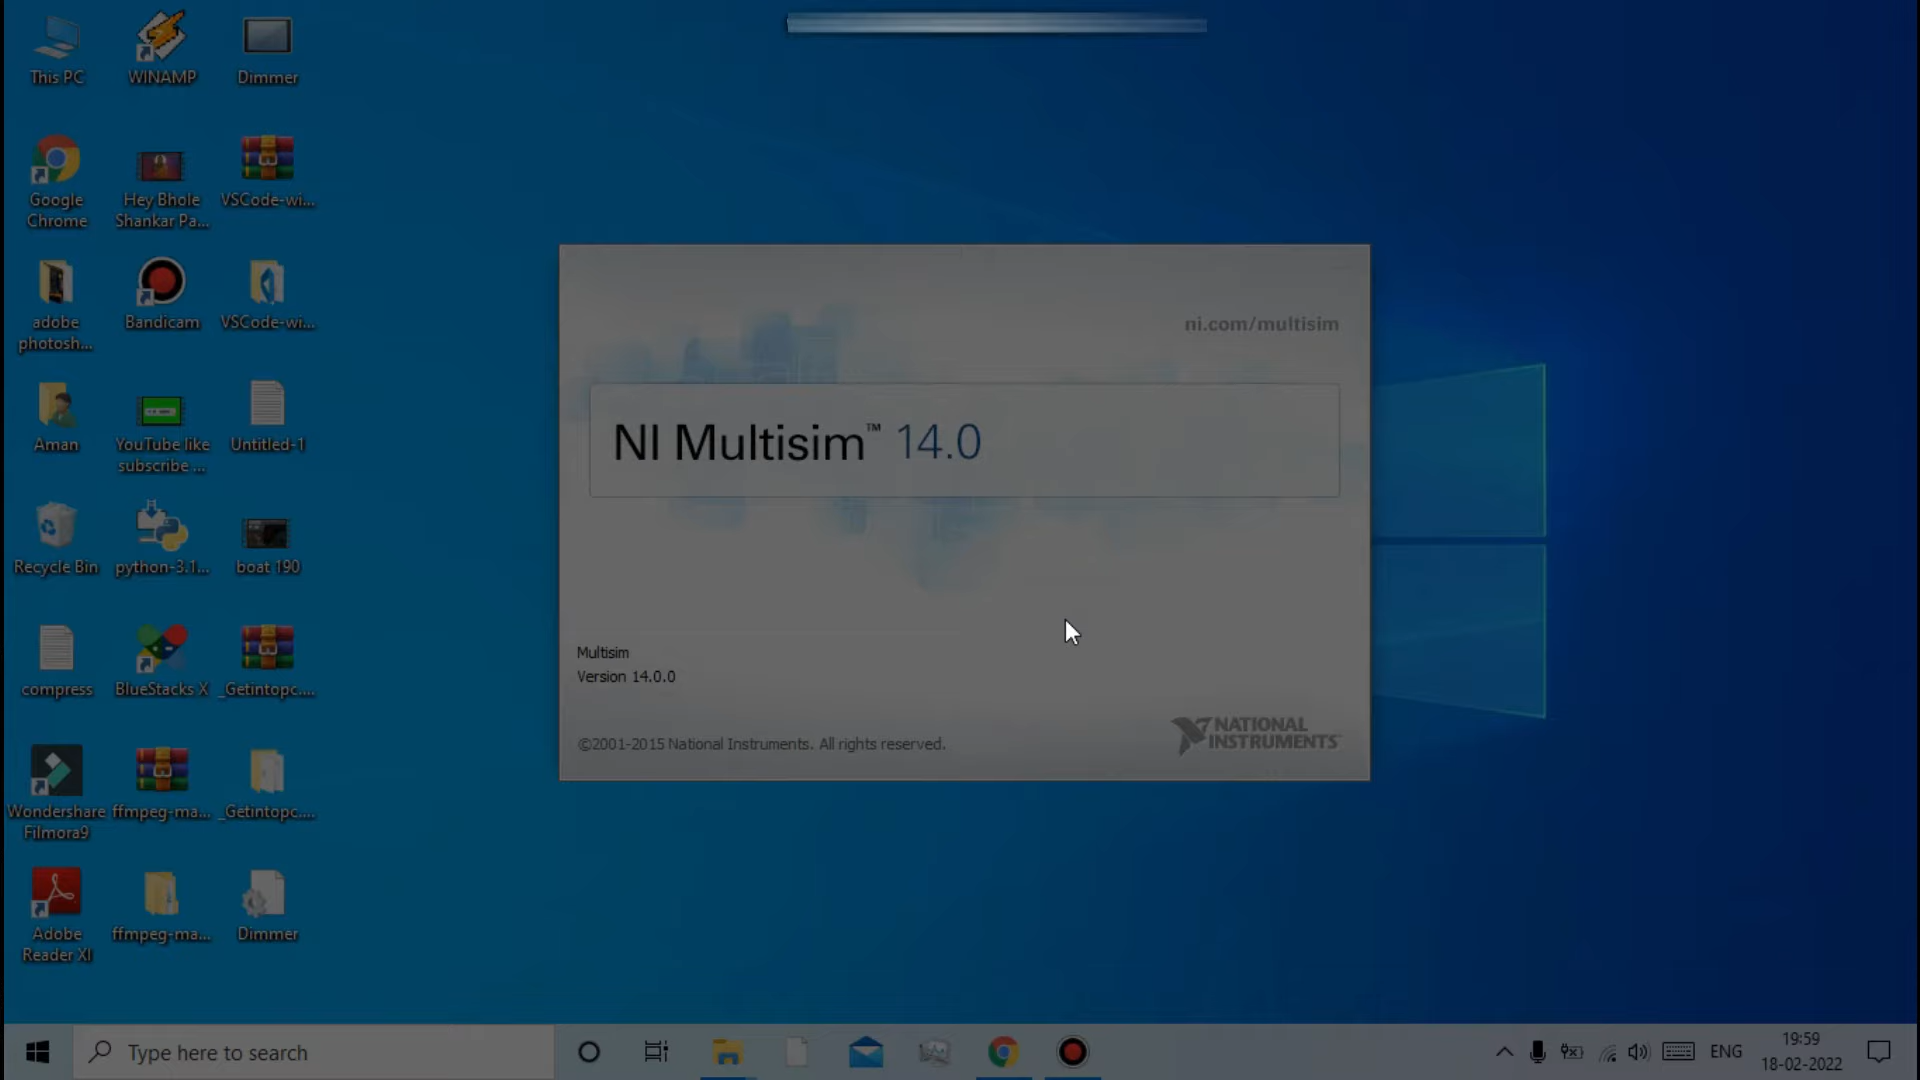 This PC
WINAMP
Dimmer
Google
Chrome
Hey Bhole
Shankar Pa...
VSCode-wi...
adobe
photosh...
Bandicam
VSCode-wi...
Aman
YouTube like
subscribe ...
Untitled-1
Recycle Bin
python-3.1...
boat 190
compress
BlueStacks X
_Getintopc....
Wondershare
Filmora9
ffmpeg-ma...
_Getintopc....
Adobe
Reader XI
ffmpeg-ma...
Dimmer
ni.com/multisim
NI Multisim™ 14.0
Multisim
Version 14.0.0
©2001-2015 National Instruments. All rights reserved.
NATIONAL
INSTRUMENTS
Type here to search
ENG
19:59
18-02-2022